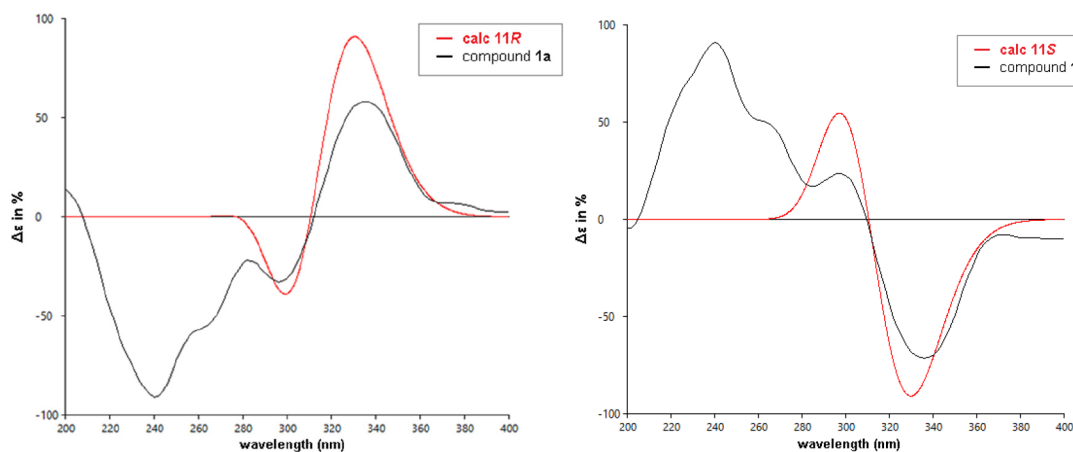 100
50
0
-50
-100
Δε in %
200 220 240 260 280 300 320 340 360 380 400
wavelength (nm)
calc 11R
compound 1a
100
50
0
-50
-100
Δε in %
200 220 240 260 280 300 320 340 360 380 400
wavelength (nm)
calc 11S
compound 1